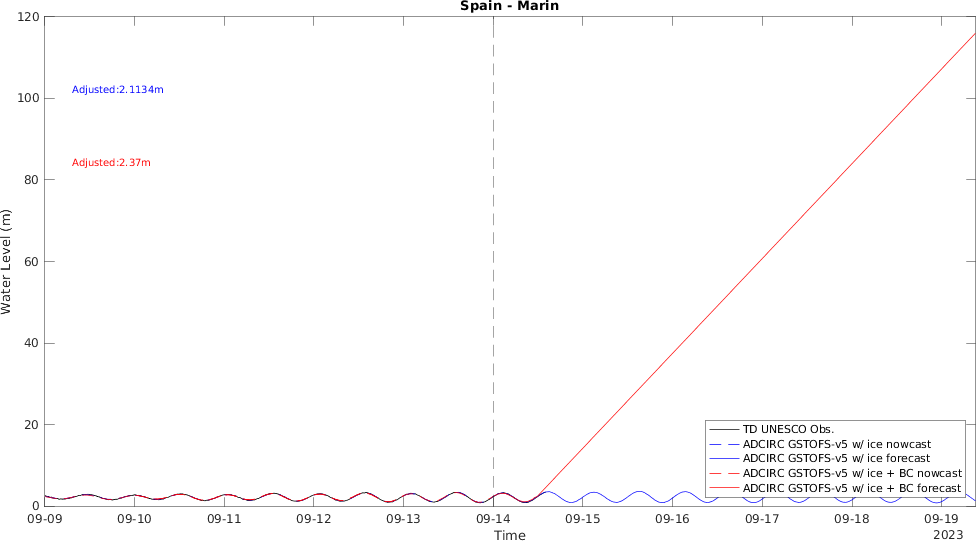 Spain - Marin
120
100
80
60
40
20
0
Water Level (m)
Adjusted:2.1134m
Adjusted:2.37m
TD UNESCO Obs.
ADCIRC GSTOFS-v5 w/ ice nowcast
ADCIRC GSTOFS-v5 w/ ice forecast
ADCIRC GSTOFS-v5 w/ ice + BC nowcast
ADCIRC GSTOFS-v5 w/ ice + BC forecast
09-09 09-10 09-11 09-12 09-13 09-14 09-15 09-16 09-17 09-18 09-19
2023
Time